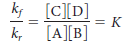 k_f/k_r = [C][D]/[A][B] = K